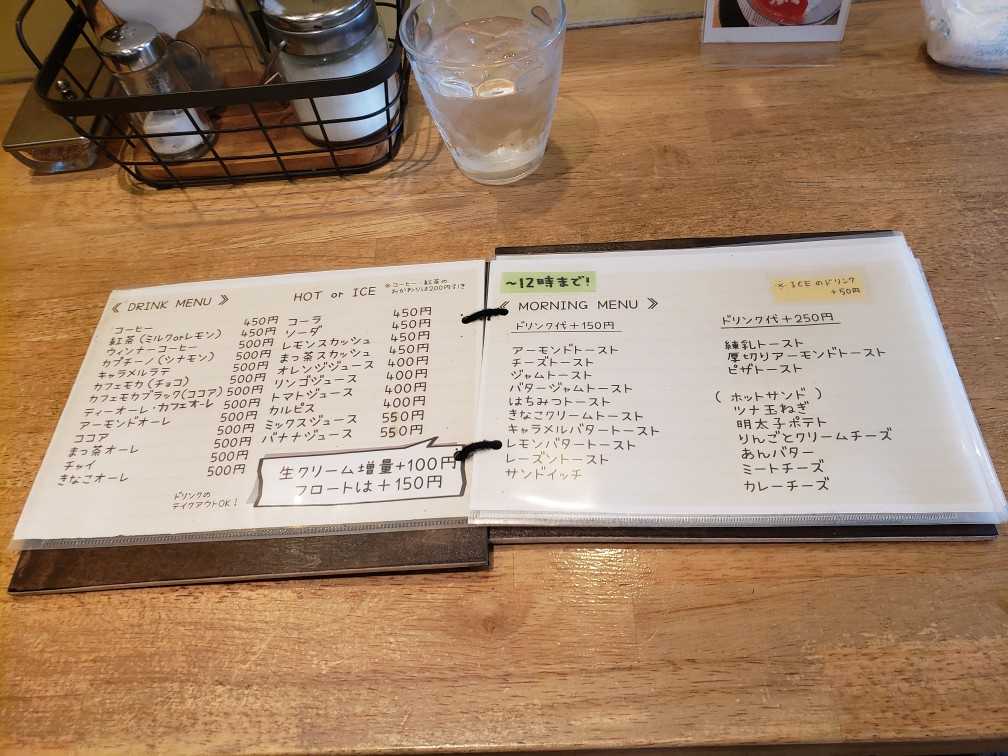 《 DRINK MENU 》
HOT or ICE
※コーヒー・紅茶の
おかわりは200円引き
コーヒー 450円
紅茶(ミルクorレモン) 450円
ウィンナーコーヒー 500円
カプチーノ(シナモン) 500円
キャラメルラテ 500円
カフェモカ(チョコ) 500円
カフェモカブラック(ココア) 500円
ティーオーレ・カフェオーレ 500円
アーモンドオーレ 500円
ココア 500円
まっ茶オーレ 500円
チャイ 500円
きなこオーレ 500円
コーラ 450円
ソーダ 450円
レモンスカッシュ 450円
まっ茶スカッシュ 450円
オレンジジュース 400円
リンゴジュース 400円
トマトジュース 400円
カルピス 400円
ミックスジュース 550円
バナナジュース 550円
生クリーム増量+100円
フロートは+150円
ドリンクの
テイクアウトOK!
~12時まで!
《 MORNING MENU 》
※ ICEのドリンク
+50円
ドリンク代+150円
アーモンドトースト
チーズトースト
ジャムトースト
バタージャムトースト
はちみつトースト
きなこクリームトースト
キャラメルバタートースト
レモンバタートースト
レーズントースト
サンドイッチ
ドリンク代+250円
練乳トースト
厚切りアーモンドトースト
ピザトースト
( ホットサンド )
ツナ玉ねぎ
明太子ポテト
りんごとクリームチーズ
あんバター
ミートチーズ
カレーチーズ